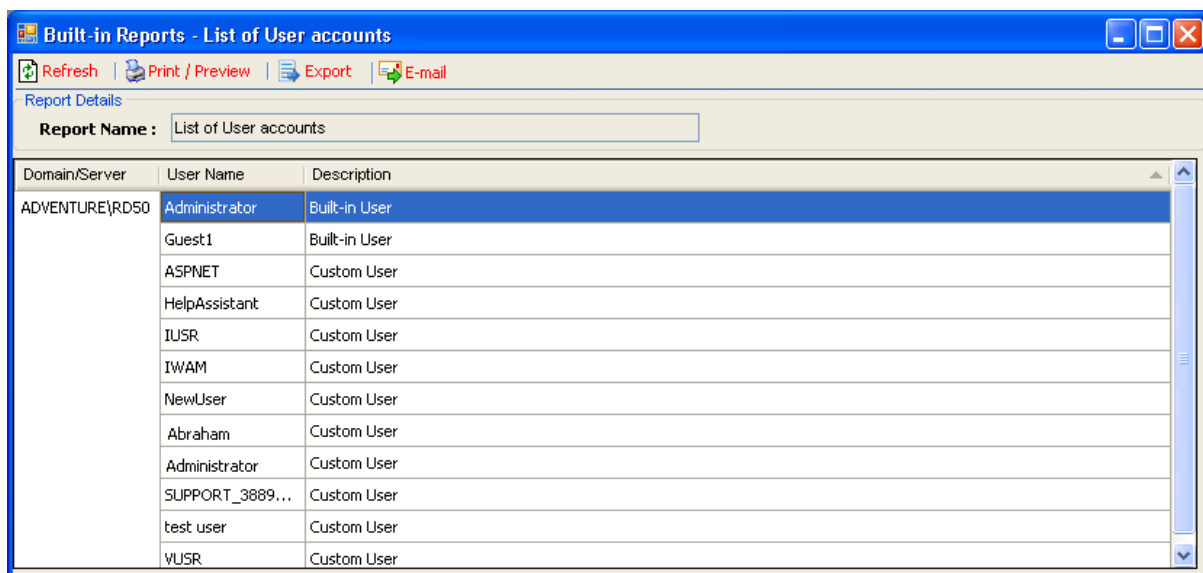 Built-in Reports - List of User accounts
Refresh | Print / Preview | Export | E-mail
Report Details
Report Name : List of User accounts
Domain/Server User Name Description
ADVENTURE\RD50 Administrator Built-in User
Guest1 Built-in User
ASPNET Custom User
HelpAssistant Custom User
IUSR Custom User
IWAM Custom User
NewUser Custom User
Abraham Custom User
Administrator Custom User
SUPPORT_3889... Custom User
test user Custom User
VUSR Custom User